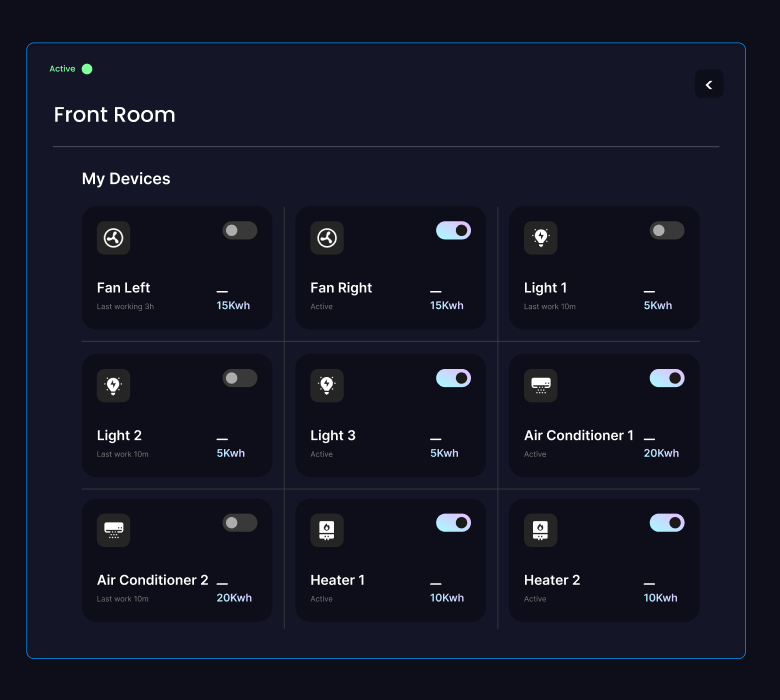 Active
Front Room
My Devices
Fan Left
Last working 3h
15Kwh
Fan Right
Active
15Kwh
Light 1
Last work 10m
5Kwh
Light 2
Last work 10m
5Kwh
Light 3
Active
5Kwh
Air Conditioner 1
Active
20Kwh
Air Conditioner 2
Last work 10m
20Kwh
Heater 1
Active
10Kwh
Heater 2
Active
10Kwh